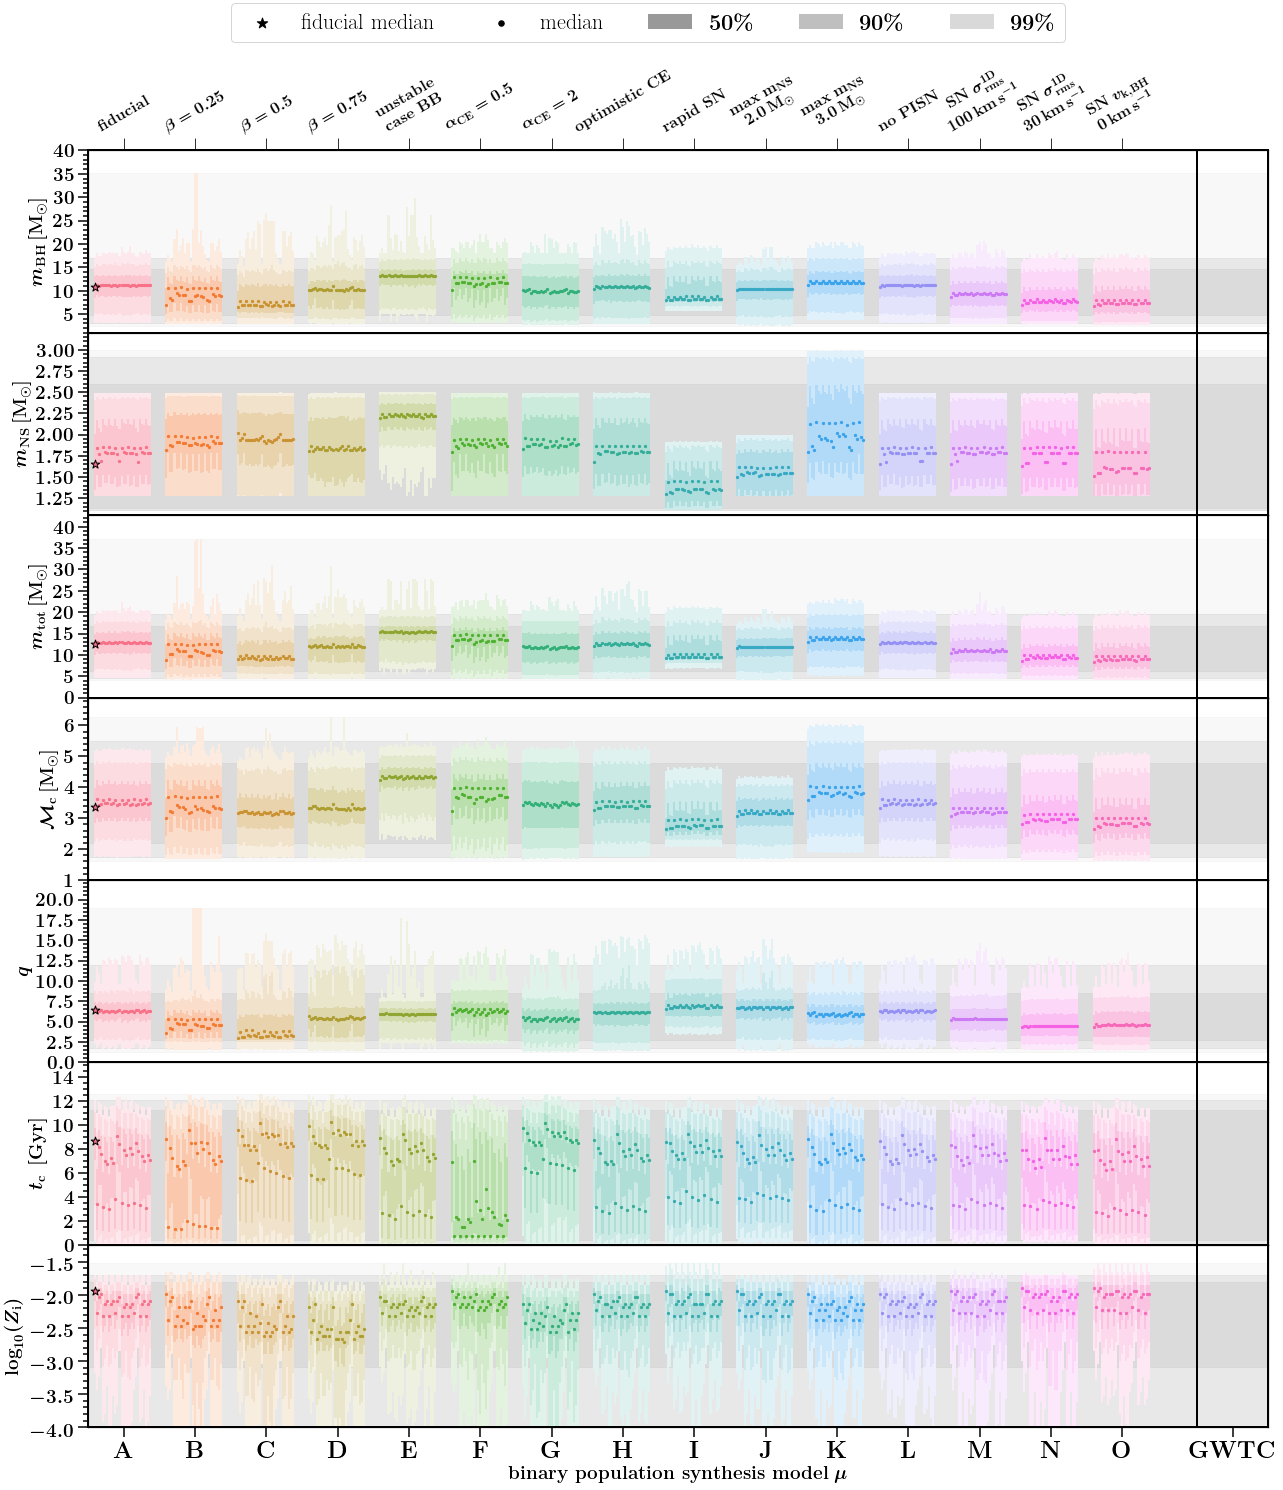 fiducial median
median
50%
90%
99%
fiducial
β = 0.25
β = 0.5
β = 0.75
unstable
case BB
α_CE = 0.5
α_CE = 2
optimistic CE
rapid SN
max m_NS
2.0 M_⊙
max m_NS
3.0 M_⊙
no PISN
SN σ_rms^1D
100 km s^−1
SN σ_rms^1D
30 km s^−1
SN v_k,BH
0 km s^−1
m_BH [M_⊙]
40
35
30
25
20
15
10
5
m_NS [M_⊙]
3.00
2.75
2.50
2.25
2.00
1.75
1.50
1.25
m_tot [M_⊙]
40
35
30
25
20
15
10
5
0
ℳ_c [M_⊙]
6
5
4
3
2
1
q
20.0
17.5
15.0
12.5
10.0
7.5
5.0
2.5
0.0
t_c [Gyr]
14
12
10
8
6
4
2
0
log_10(Z_i)
−1.5
−2.0
−2.5
−3.0
−3.5
−4.0
A B C D E F G H I J K L M N O GWTC
binary population synthesis model μ